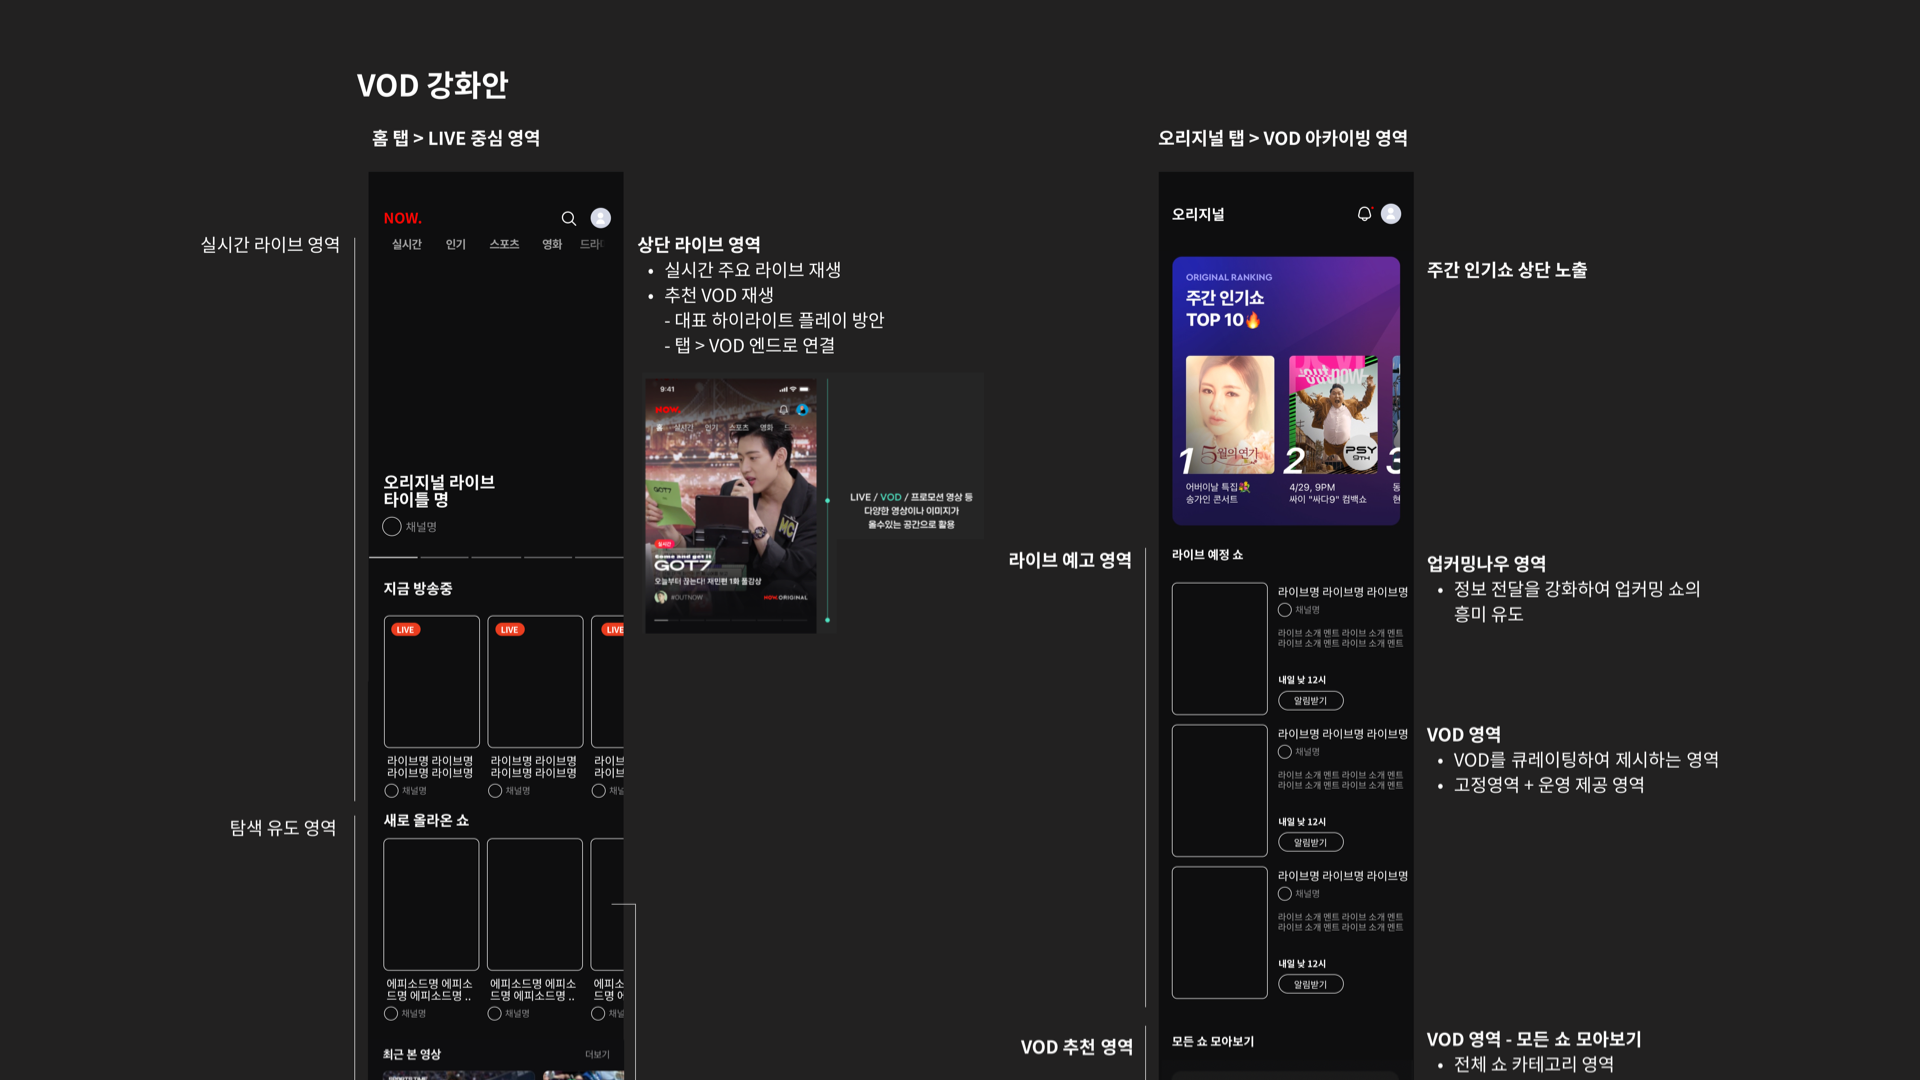 VOD 강화안
홈 탭 > LIVE 중심 영역
실시간 라이브 영역
NOW.
실시간 인기 스포츠 영화 드라
오리지널 라이브
타이틀 명
채널명
지금 방송중
LIVE LIVE LIVE
라이브명 라이브명 라이브명 라이브명 라이브
라이브명 라이브명 라이브명 라이브명 라이브
채널명 채널명 채널
탐색 유도 영역
새로 올라온 쇼
에피소드명 에피소 에피소드명 에피소 에피소
드명 에피소드명 .. 드명 에피소드명 .. 드명
채널명 채널명 채널
최근 본 영상 더보기
상단 라이브 영역
• 실시간 주요 라이브 재생
• 추천 VOD 재생
- 대표 하이라이트 플레이 방안
- 탭 > VOD 엔드로 연결
9:41
NOW.
홈 실시간 인기 스포츠 영화
GOT7
실시간
Come and get it
GOT7
오늘부터 끊는다! 재민편 1화 풀감상
#OUTNOW NOW.ORIGINAL
LIVE / VOD / 프로모션 영상 등
다양한 영상이나 이미지가
올수있는 공간으로 활용
오리지널 탭 > VOD 아카이빙 영역
오리지널
ORIGINAL RANKING
주간 인기쇼
TOP 10🔥
5월의 연가
PSY
9TH
1 2 3
어버이날 특집💐 4/29, 9PM 동
송가인 콘서트 싸이 "싸다9" 컴백쇼 현
주간 인기쇼 상단 노출
라이브 예고 영역
라이브 예정 쇼
라이브명 라이브명 라이브명
채널명
라이브 소개 멘트 라이브 소개 멘트
라이브 소개 멘트 라이브 소개 멘트
내일 낮 12시
알림받기
라이브명 라이브명 라이브명
채널명
라이브 소개 멘트 라이브 소개 멘트
라이브 소개 멘트 라이브 소개 멘트
내일 낮 12시
알림받기
라이브명 라이브명 라이브명
채널명
라이브 소개 멘트 라이브 소개 멘트
라이브 소개 멘트 라이브 소개 멘트
내일 낮 12시
알림받기
업커밍나우 영역
• 정보 전달을 강화하여 업커밍 쇼의
흥미 유도
VOD 영역
• VOD를 큐레이팅하여 제시하는 영역
• 고정영역 + 운영 제공 영역
VOD 추천 영역
모든 쇼 모아보기
VOD 영역 - 모든 쇼 모아보기
• 전체 쇼 카테고리 영역